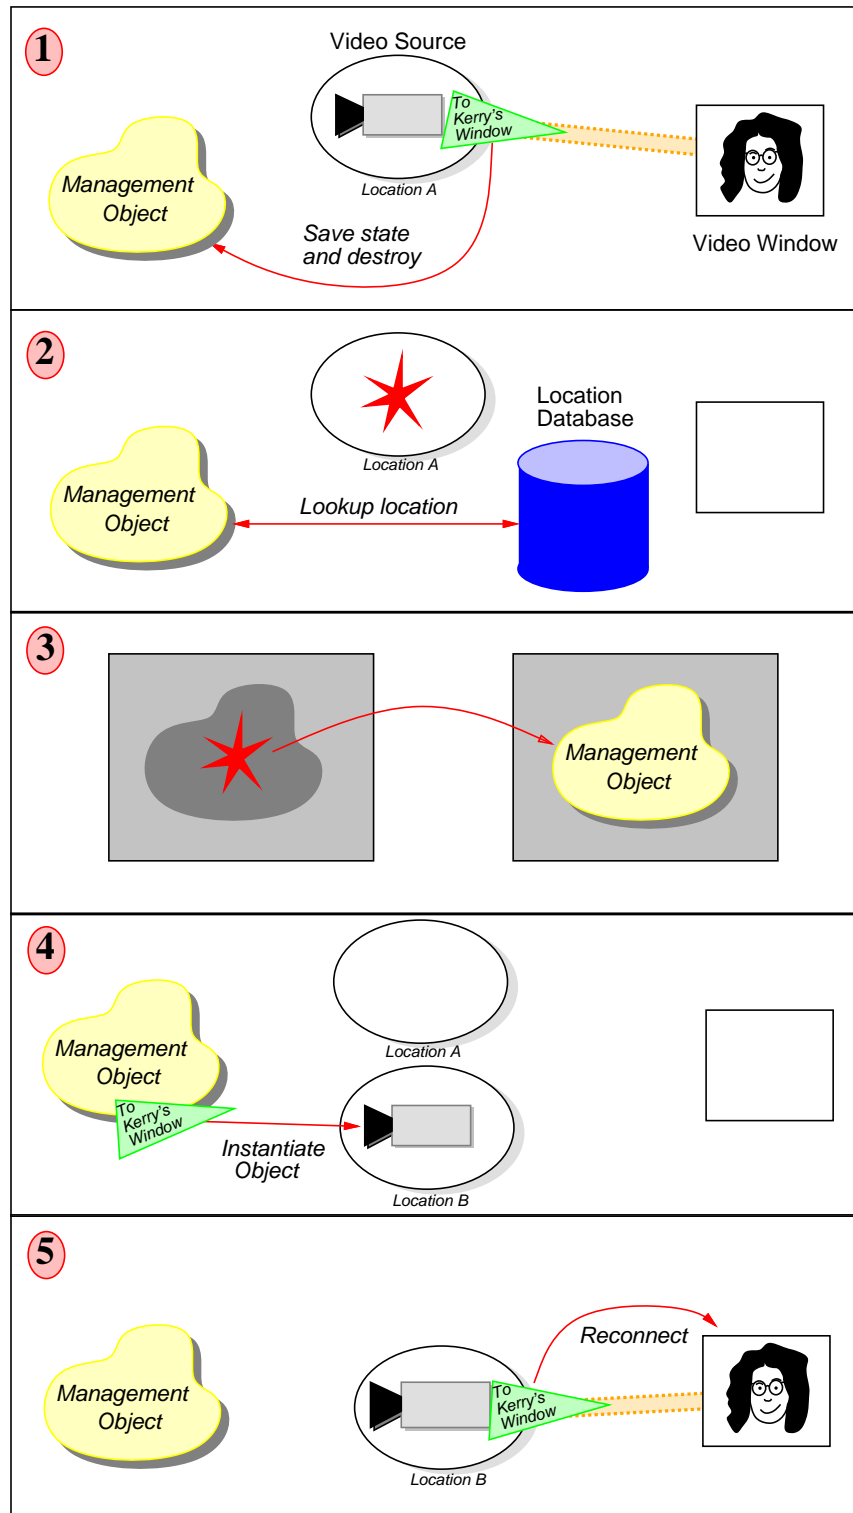 1
Video Source
To
Kerry's
Window
Management
Object
Location A
Save state
and destroy
Video Window
2
Location
Database
Location A
Management
Object
Lookup location
3
Management
Object
4
Management
Object
Location A
To
Kerry's
Window
Instantiate
Object
Location B
5
Reconnect
Management
Object
To
Kerry's
Window
Location B